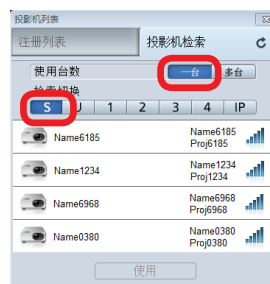 投影机列表
注册列表 投影机检索
使用台数 一台 多台
检索切换
S U 1 2 3 4 IP
Name6185 Name6185
Proj6185
Name1234 Name1234
Proj1234
Name6968 Name6968
Proj6968
Name0380 Name0380
Proj0380
使用